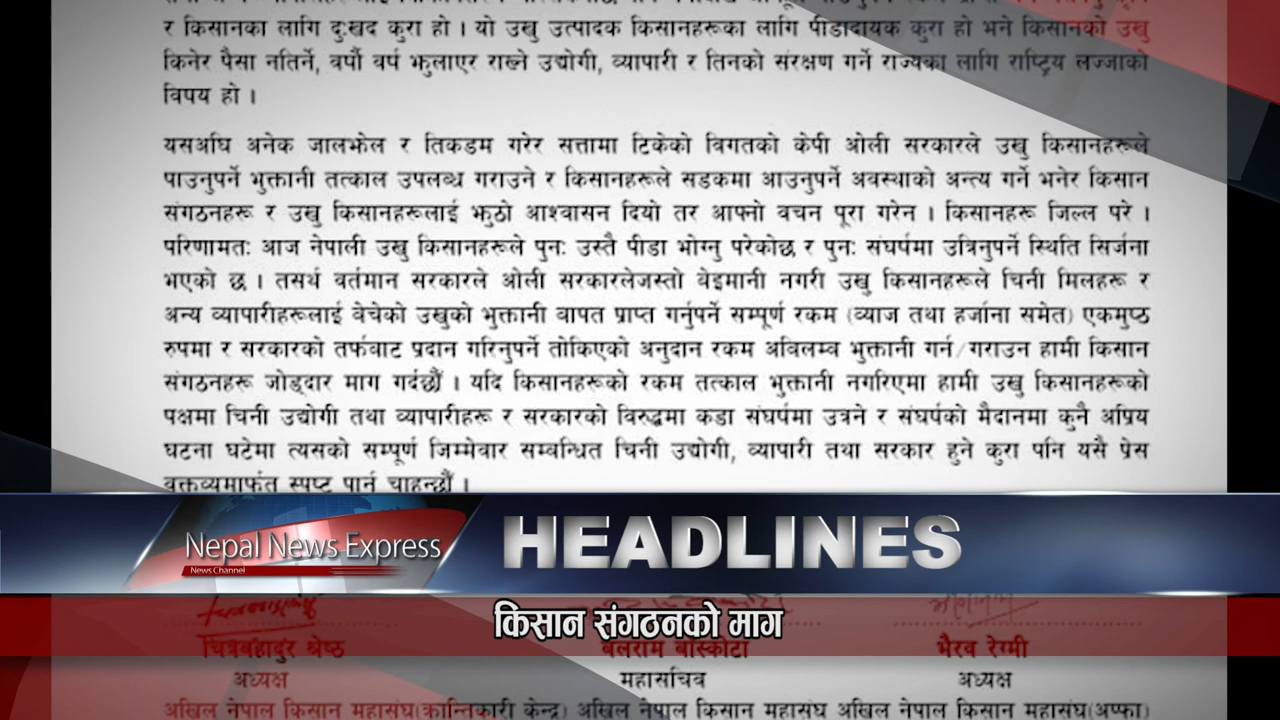 र किसानका लागि दुःखद कुरा हो । यो उखु उत्पादक किसानहरूका लागि पीडादायक कुरा हो भने किसानको उखु
किनेर पैसा नतिर्ने, वर्षौं वर्ष झुलाएर राख्ने उद्योगी, व्यापारी र तिनको संरक्षण गर्ने राज्यका लागि राष्ट्रिय लज्जाको
विषय हो ।
यसअघि अनेक जालझेल र तिकडम गरेर सत्तामा टिकेको विगतको केपी ओली सरकारले उखु किसानहरूले
पाउनुपर्ने भुक्तानी तत्काल उपलब्ध गराउने र किसानहरूले सडकमा आउनुपर्ने अवस्थाको अन्त्य गर्ने भनेर किसान
संगठनहरू र उखु किसानहरूलाई झुठो आश्वासन दियो तर आफ्नो वचन पूरा गरेन । किसानहरू जिल्ल परे ।
परिणामतः आज नेपाली उखु किसानहरूले पुनः उस्तै पीडा भोग्नु परेकोछ र पुनः संघर्षमा उत्रिनुपर्ने स्थिति सिर्जना
भएको छ । तसर्थ वर्तमान सरकारले ओली सरकारलेजस्तो बेइमानी नगरी उखु किसानहरूले चिनी मिलहरू र
अन्य व्यापारीहरूलाई बेचेको उखुको भुक्तानी वापत प्राप्त गर्नुपर्ने सम्पूर्ण रकम (व्याज तथा हर्जाना समेत) एकमुष्ठ
रुपमा र सरकारको तर्फबाट प्रदान गरिनुपर्ने तोकिएको अनुदान रकम अविलम्व भुक्तानी गर्न/गराउन हामी किसान
संगठनहरू जोड्दार माग गर्दछौं । यदि किसानहरूको रकम तत्काल भुक्तानी नगरिएमा हामी उखु किसानहरूको
पक्षमा चिनी उद्योगी तथा व्यापारीहरू र सरकारको विरुद्धमा कडा संघर्षमा उत्रने र संघर्षको मैदानमा कुनै अप्रिय
घटना घटेमा त्यसको सम्पूर्ण जिम्मेवार सम्बन्धित चिनी उद्योगी, व्यापारी तथा सरकार हुने कुरा पनि यसै प्रेस
वक्तव्यमार्फत स्पष्ट पार्न चाहन्छौं ।
Nepal News Express
News Channel
HEADLINES
किसान संगठनको माग
चित्रबहादुर श्रेष्ठ बलराम बाँस्कोटा भैरव रेग्मी
अध्यक्ष महासचिव अध्यक्ष
अखिल नेपाल किसान महासंघ(क्रान्तिकारी केन्द्र) अखिल नेपाल किसान महासंघ अखिल नेपाल किसान महासंघ(अप्फा)